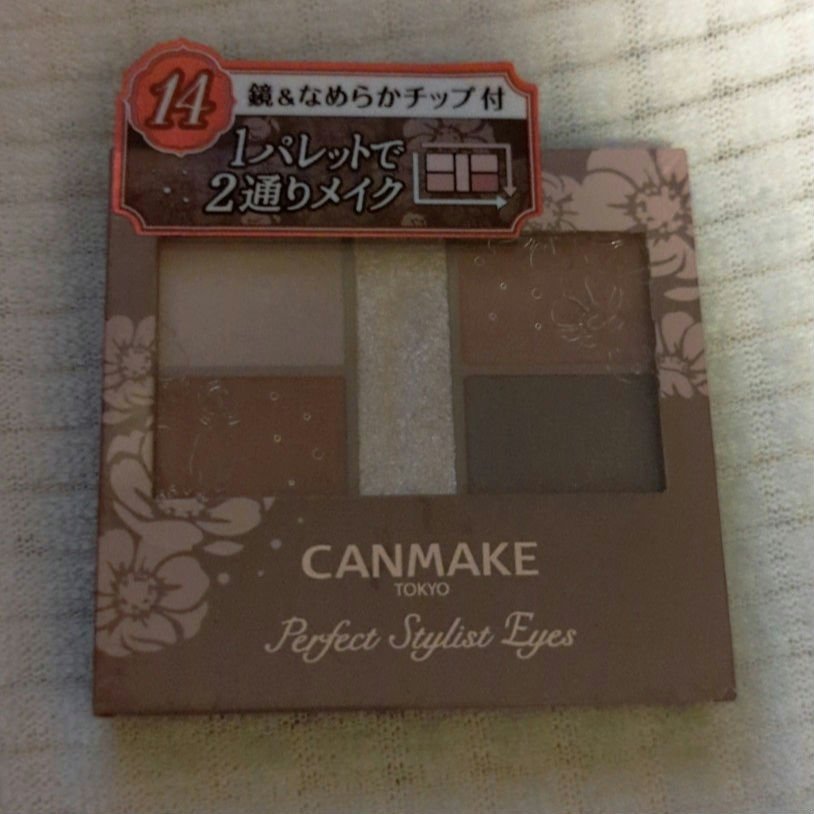 14
鏡&なめらかチップ付
1パレットで
2通りメイク
CANMAKE
TOKYO
Perfect Stylist Eyes